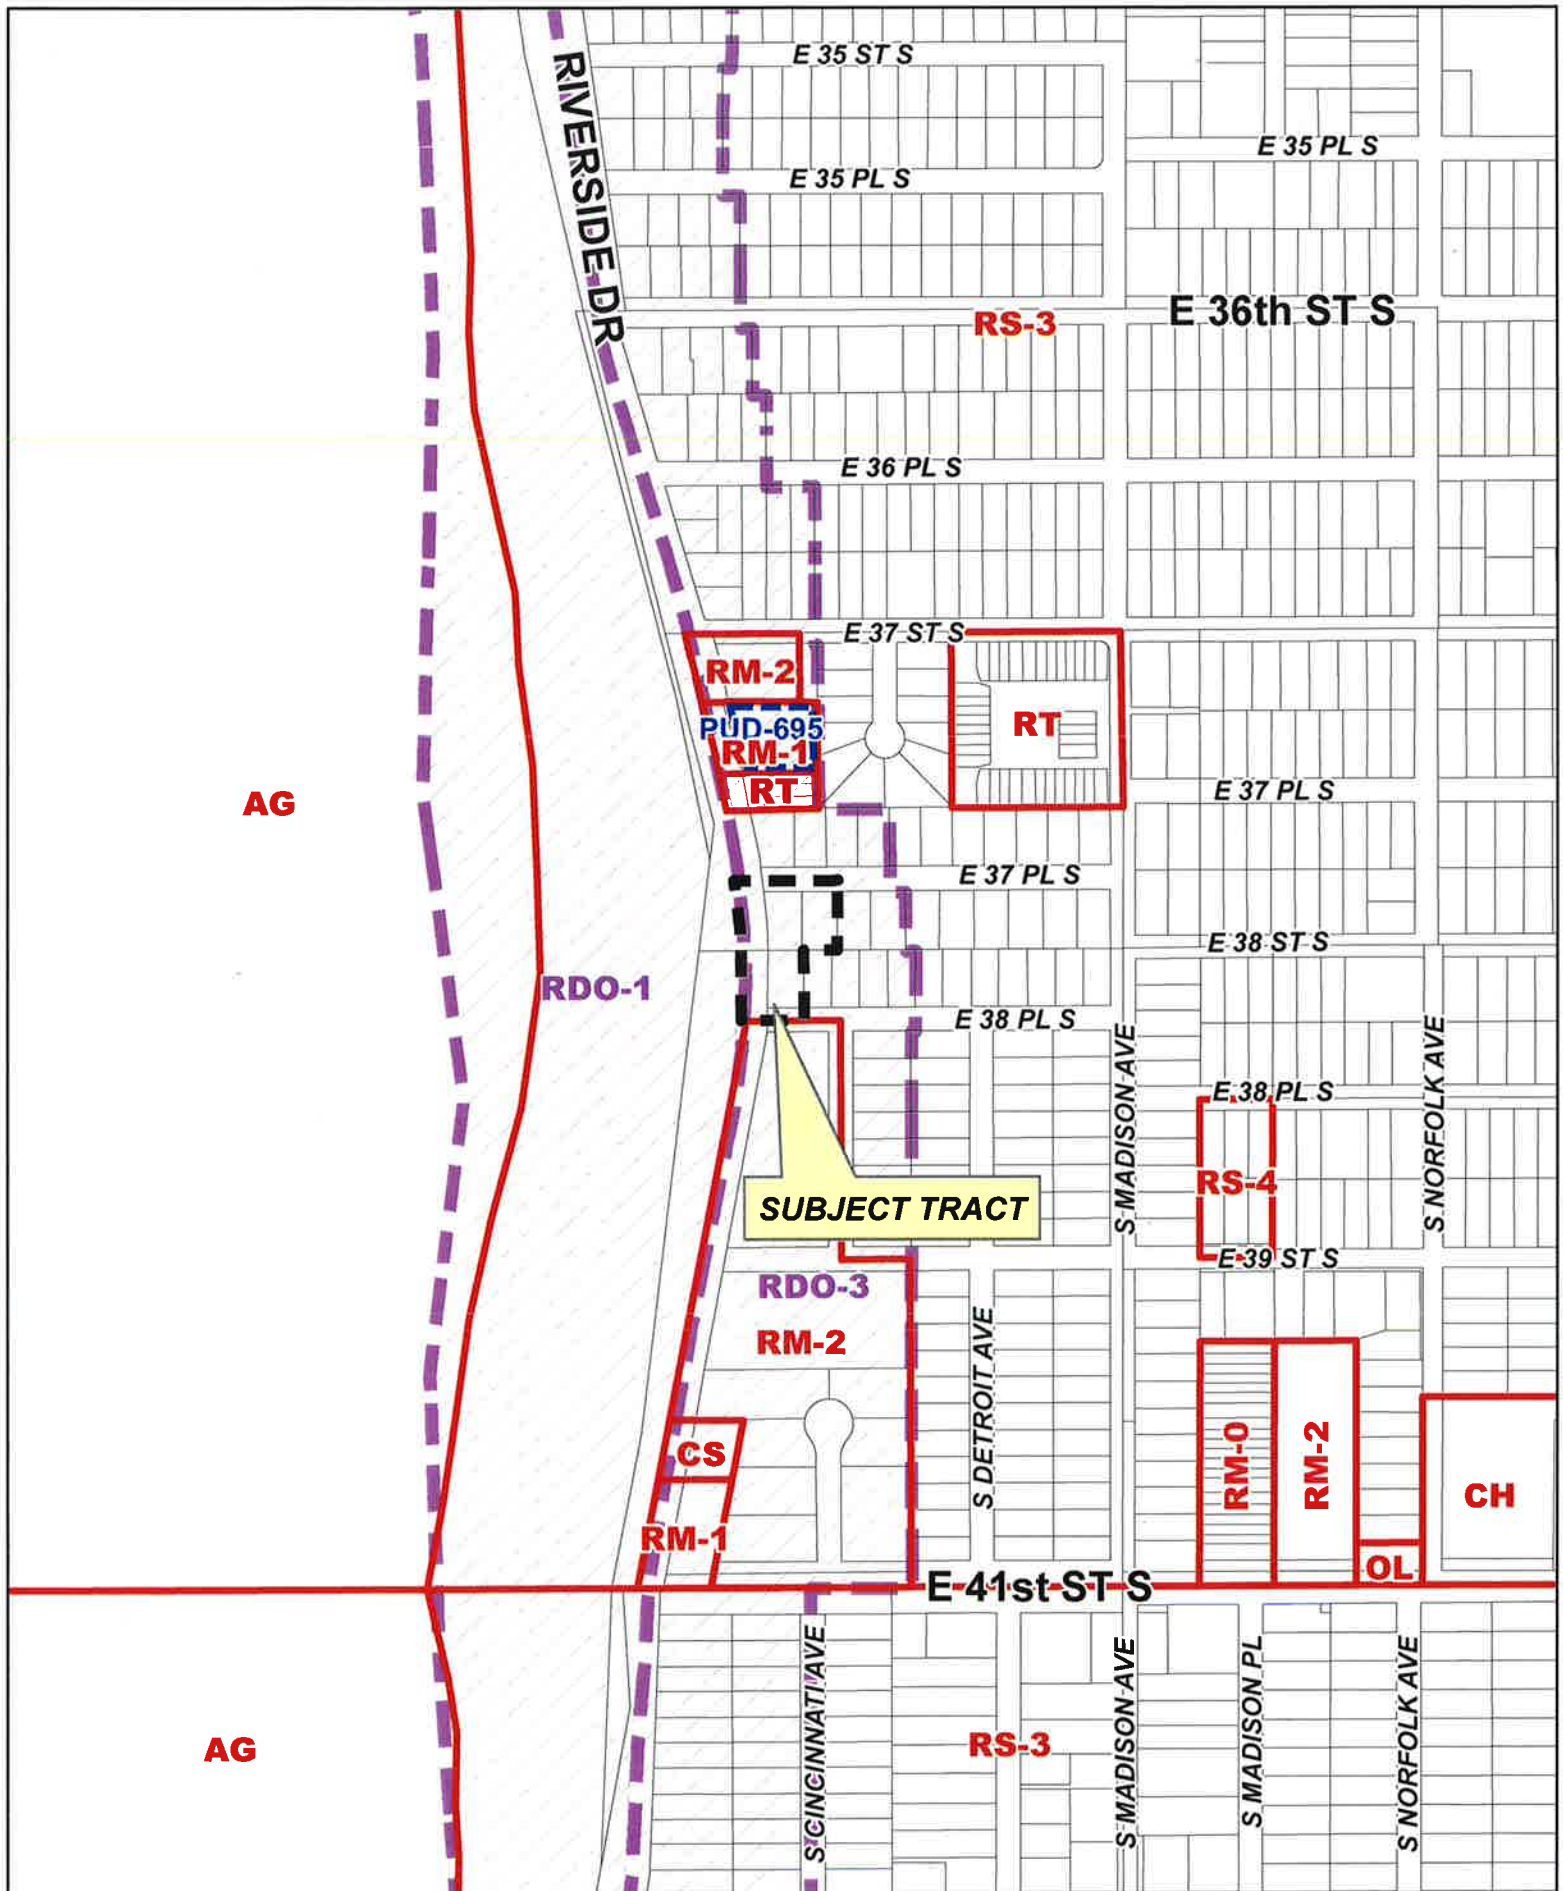 E 35 ST S
RIVERSIDE DR
E 35 PL S
E 35 PL S
E 36th ST S
RS-3
E 36 PL S
E 37 ST S
RM-2
PUD-695
RM-1
RT
RT
E 37 PL S
AG
E 37 PL S
E 38 ST S
RDO-1
E 38 PL S
S MADISON AVE
S NORFOLK AVE
E 38 PL S
RS-4
SUBJECT TRACT
E 39 ST S
RDO-3
RM-2
S DETROIT AVE
CS
RM-0
RM-2
CH
RM-1
OL
E 41st ST S
S CINCINNATI AVE
S MADISON AVE
S MADISON PL
S NORFOLK AVE
AG
RS-3